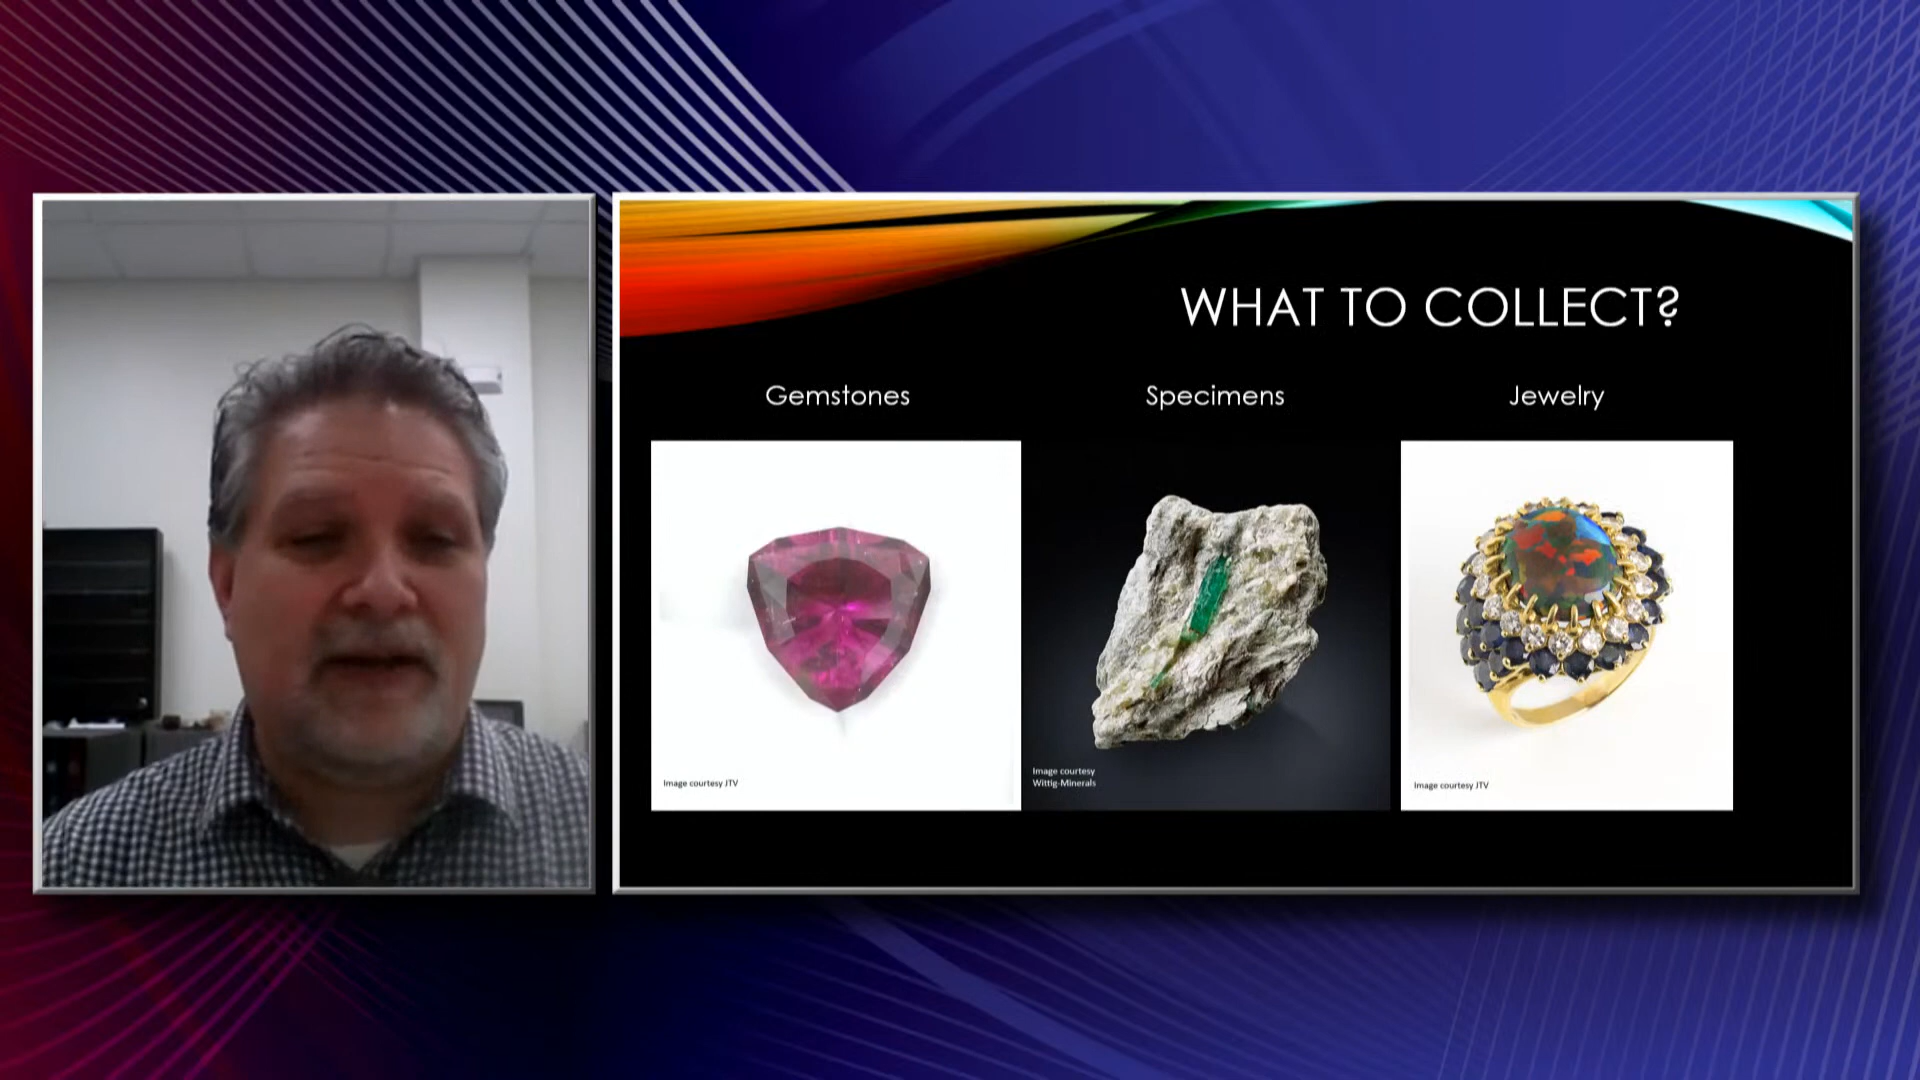 WHAT TO COLLECT?
Gemstones
Specimens
Jewelry
Image courtesy JTV
Image courtesy
Wittig-Minerals
Image courtesy JTV